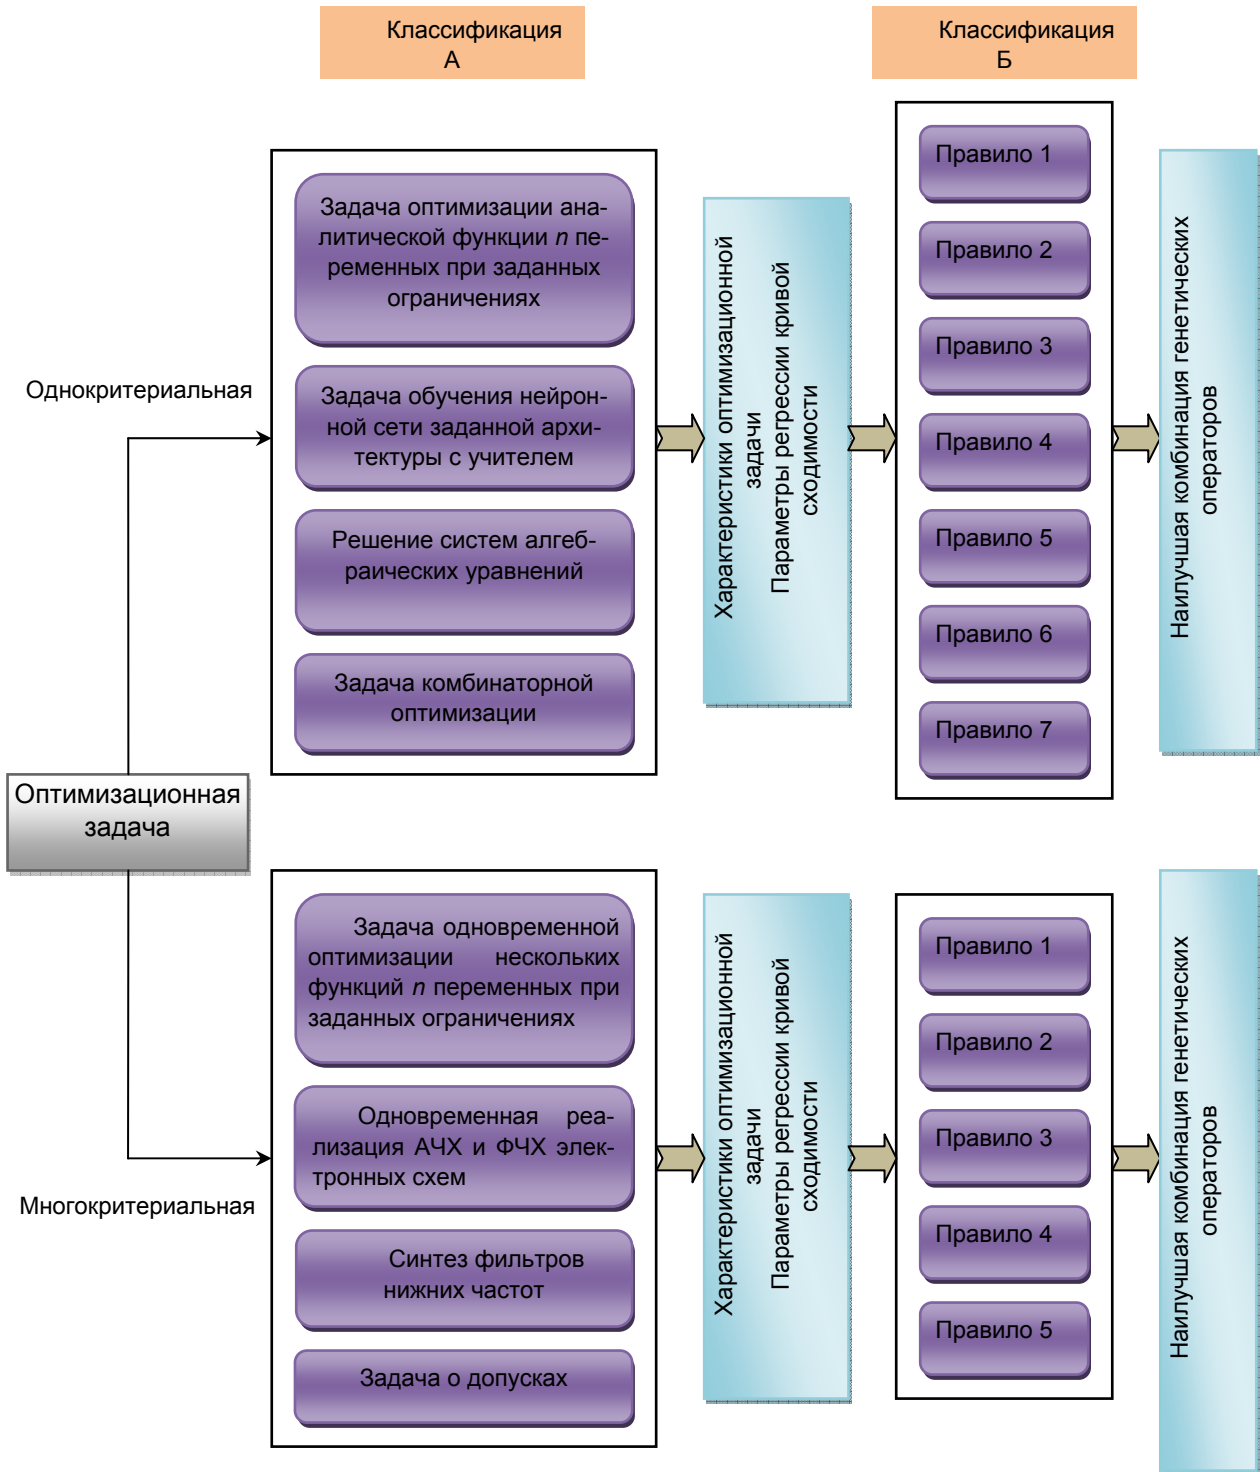 Классификация
А
Классификация
Б
Задача оптимизации ана-
литической функции n пе-
ременных при заданных
ограничениях
Задача обучения нейрон-
ной сети заданной архи-
тектуры с учителем
Решение систем алгеб-
раических уравнений
Задача комбинаторной
оптимизации
Однокритериальная
Характеристики оптимизационной
задачи
Параметры регрессии кривой
сходимости
Правило 1
Правило 2
Правило 3
Правило 4
Правило 5
Правило 6
Правило 7
Наилучшая комбинация генетических
операторов
Оптимизационная
задача
Многокритериальная
Задача одновременной
оптимизации нескольких
функций n переменных при
заданных ограничениях
Одновременная реа-
лизация АЧХ и ФЧХ элек-
тронных схем
Синтез фильтров
нижних частот
Задача о допусках
Характеристики оптимизационной
задачи
Параметры регрессии кривой
сходимости
Правило 1
Правило 2
Правило 3
Правило 4
Правило 5
Наилучшая комбинация генетических
операторов